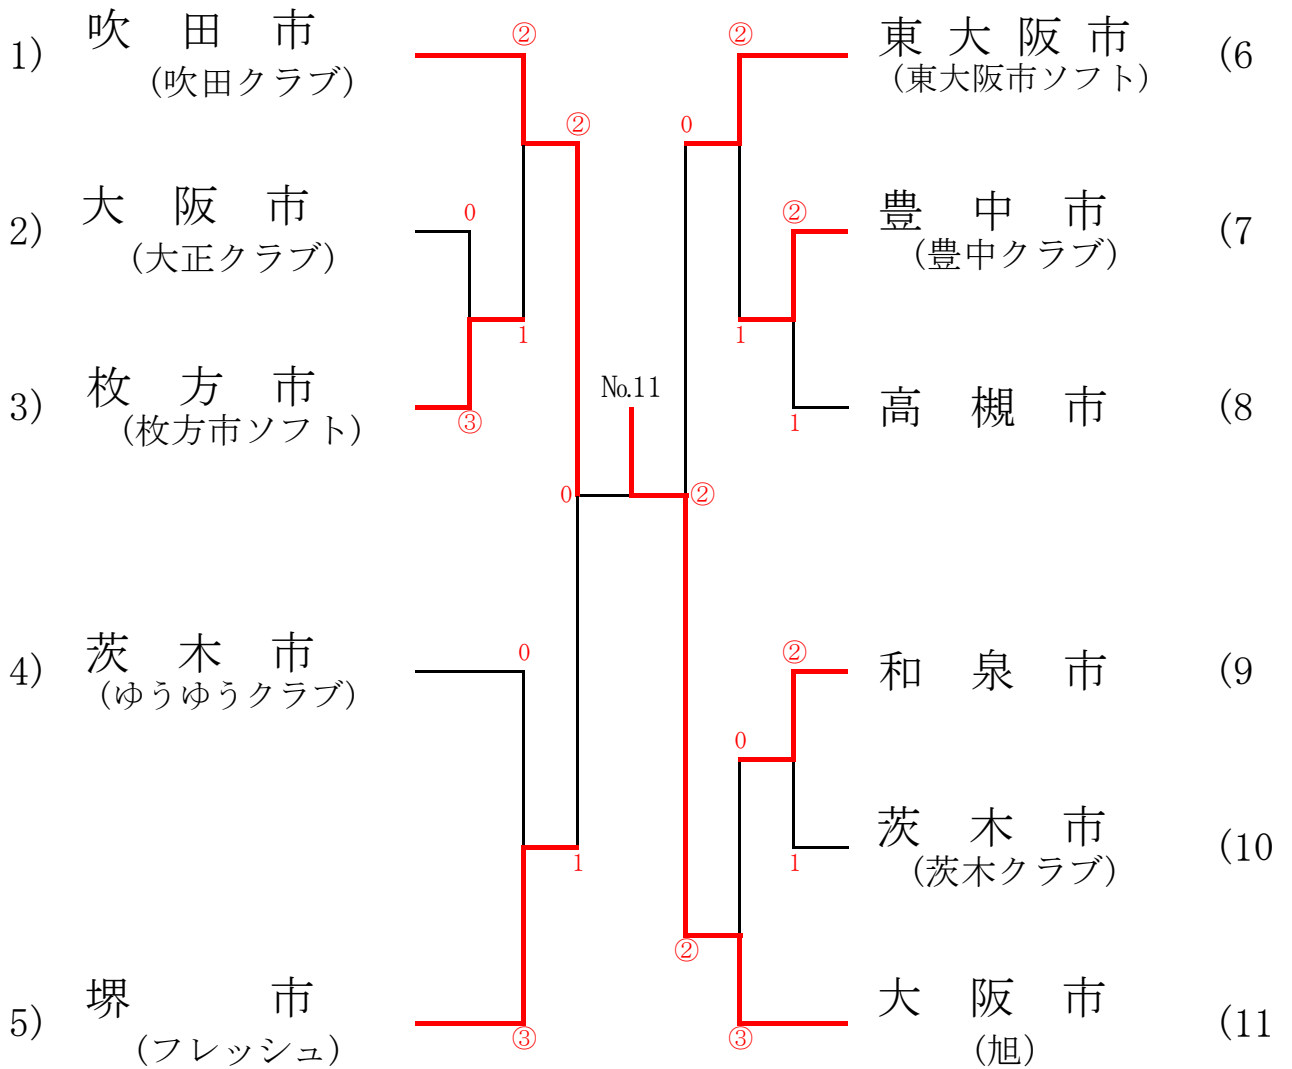 1) 吹田市
(吹田クラブ)
②
②
2) 大阪市
(大正クラブ)
0
1
3) 枚方市
(枚方市ソフト)
③
0
4) 茨木市
(ゆうゆうクラブ)
0
1
5) 堺市
(フレッシュ)
③
№11
②
東大阪市 (6
(東大阪市ソフト)
②
0
豊中市 (7
(豊中クラブ)
②
1
高槻市 (8
1
和泉市 (9
②
0
茨木市 (10
(茨木クラブ)
1
②
大阪市 (11
(旭)
③